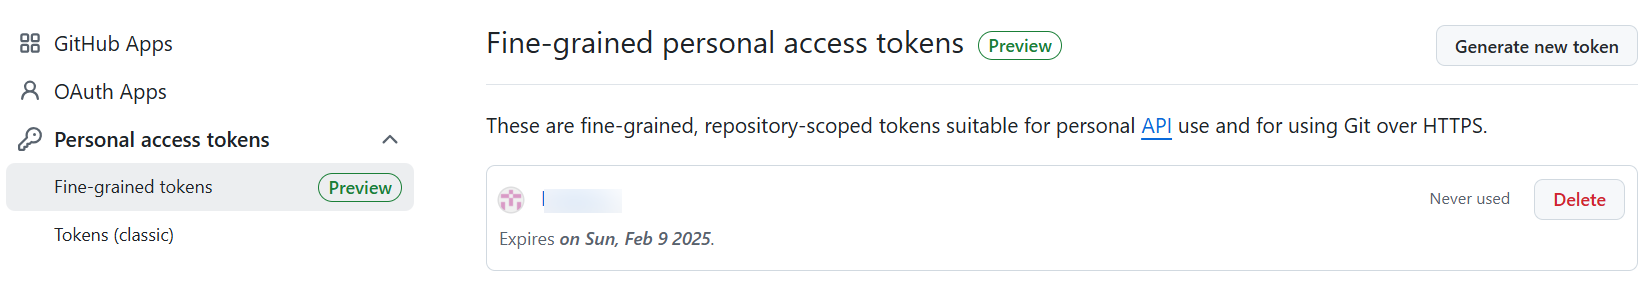 GitHub Apps
OAuth Apps
Personal access tokens
Fine-grained tokens Preview
Tokens (classic)
Fine-grained personal access tokens Preview
Generate new token
These are fine-grained, repository-scoped tokens suitable for personal API use and for using Git over HTTPS.
Never used
Delete
Expires on Sun, Feb 9 2025.